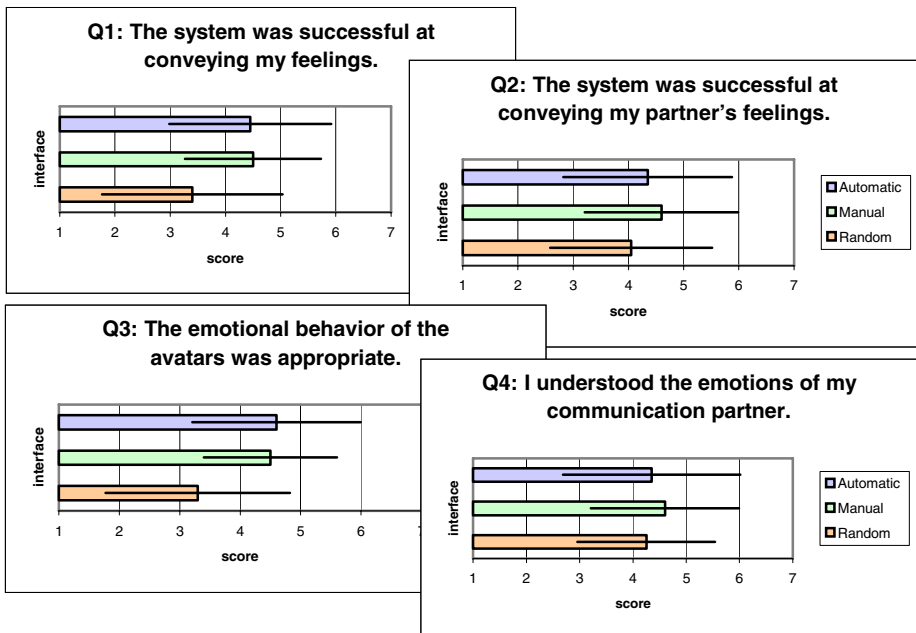 Q1: The system was successful at
conveying my feelings.
interface
1 2 3 4 5 6 7
score
Q2: The system was successful at
conveying my partner’s feelings.
interface
1 2 3 4 5 6 7
score
Automatic
Manual
Random
Q3: The emotional behavior of the
avatars was appropriate.
interface
1 2 3 4 5 6
score
Q4: I understood the emotions of my
communication partner.
interface
1 2 3 4 5 6 7
score
Automatic
Manual
Random